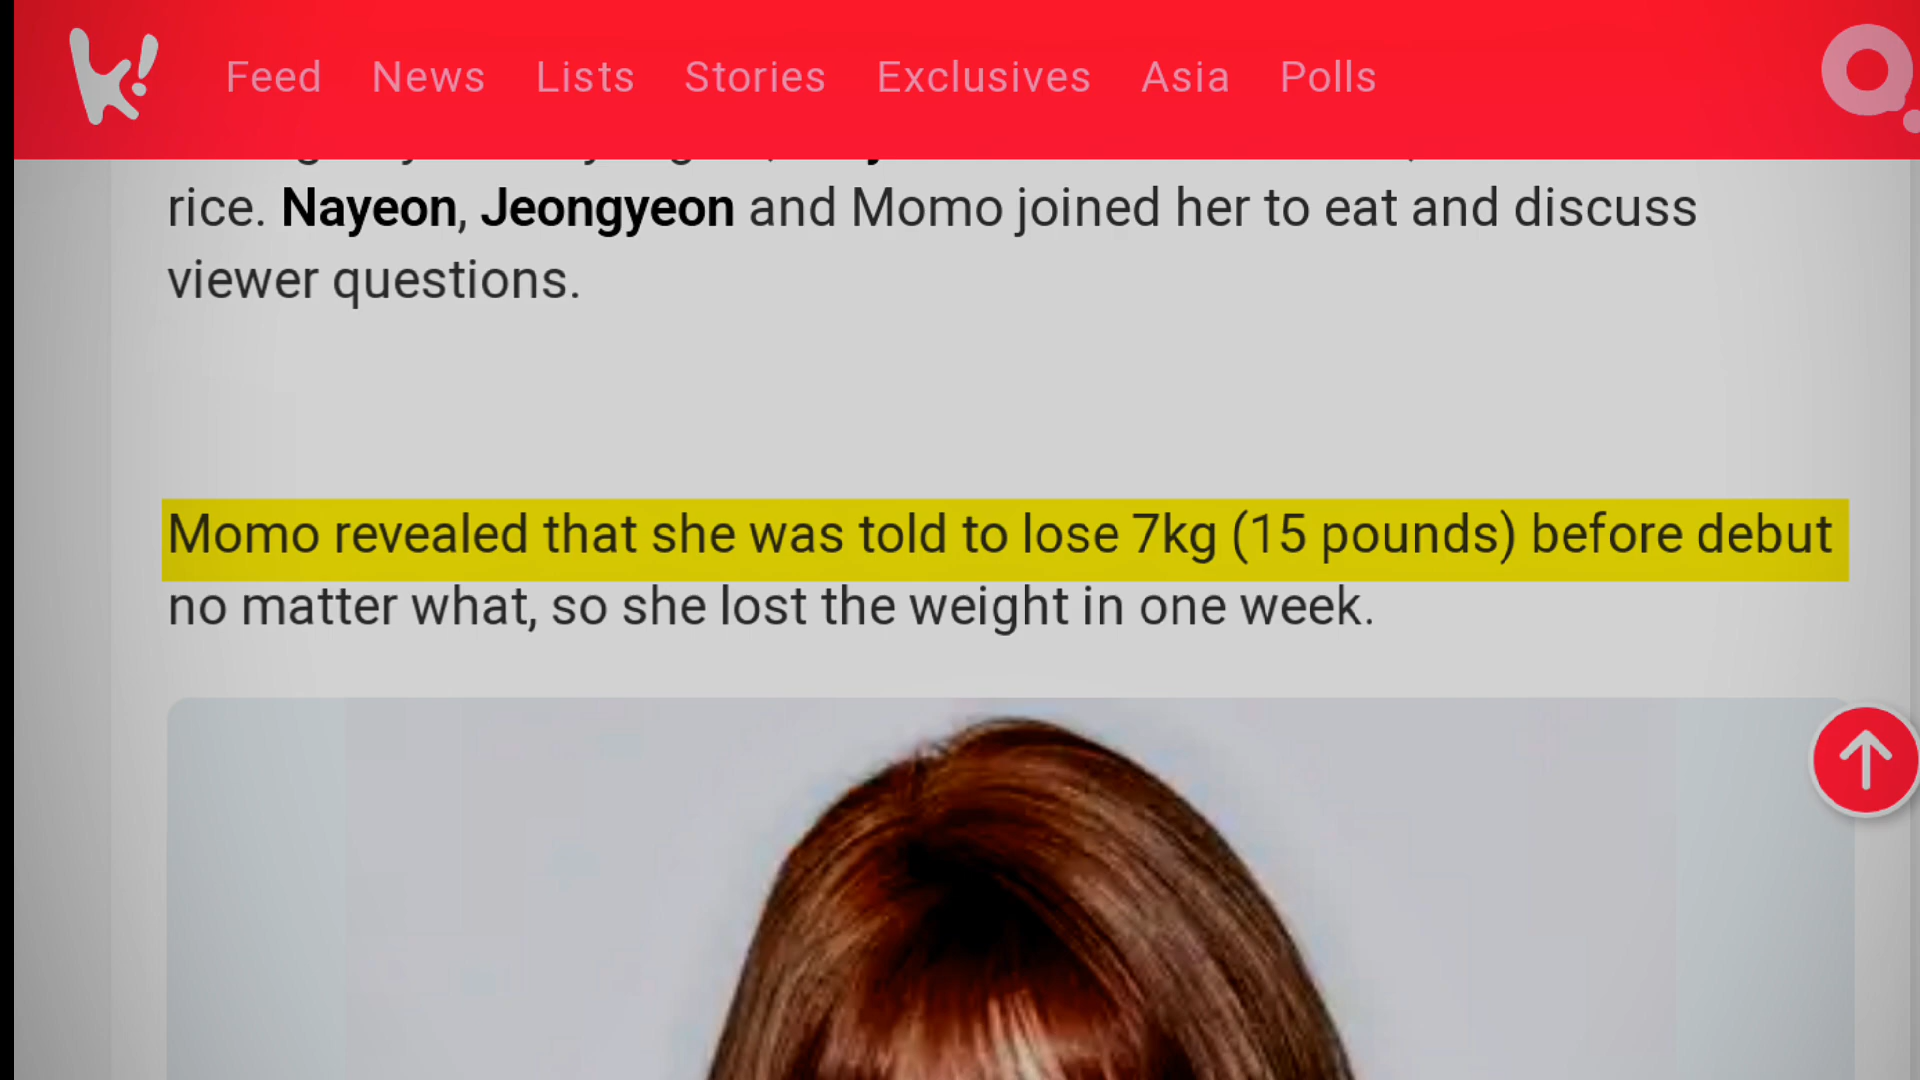 k!
Feed News Lists Stories Exclusives Asia Polls
rice. Nayeon, Jeongyeon and Momo joined her to eat and discuss
viewer questions.
Momo revealed that she was told to lose 7kg (15 pounds) before debut
no matter what, so she lost the weight in one week.